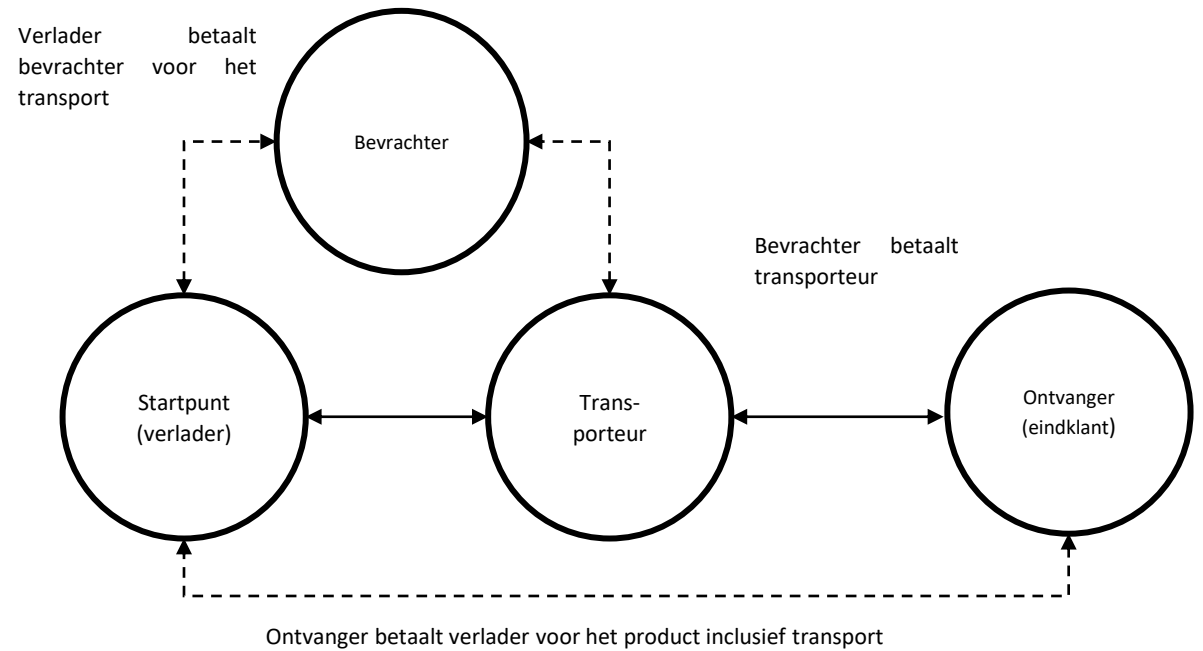 Verlader betaalt
bevrachter voor het
transport
Bevrachter
Bevrachter betaalt
transporteur
Startpunt
(verlader)
Trans-
porteur
Ontvanger
(eindklant)
Ontvanger betaalt verlader voor het product inclusief transport